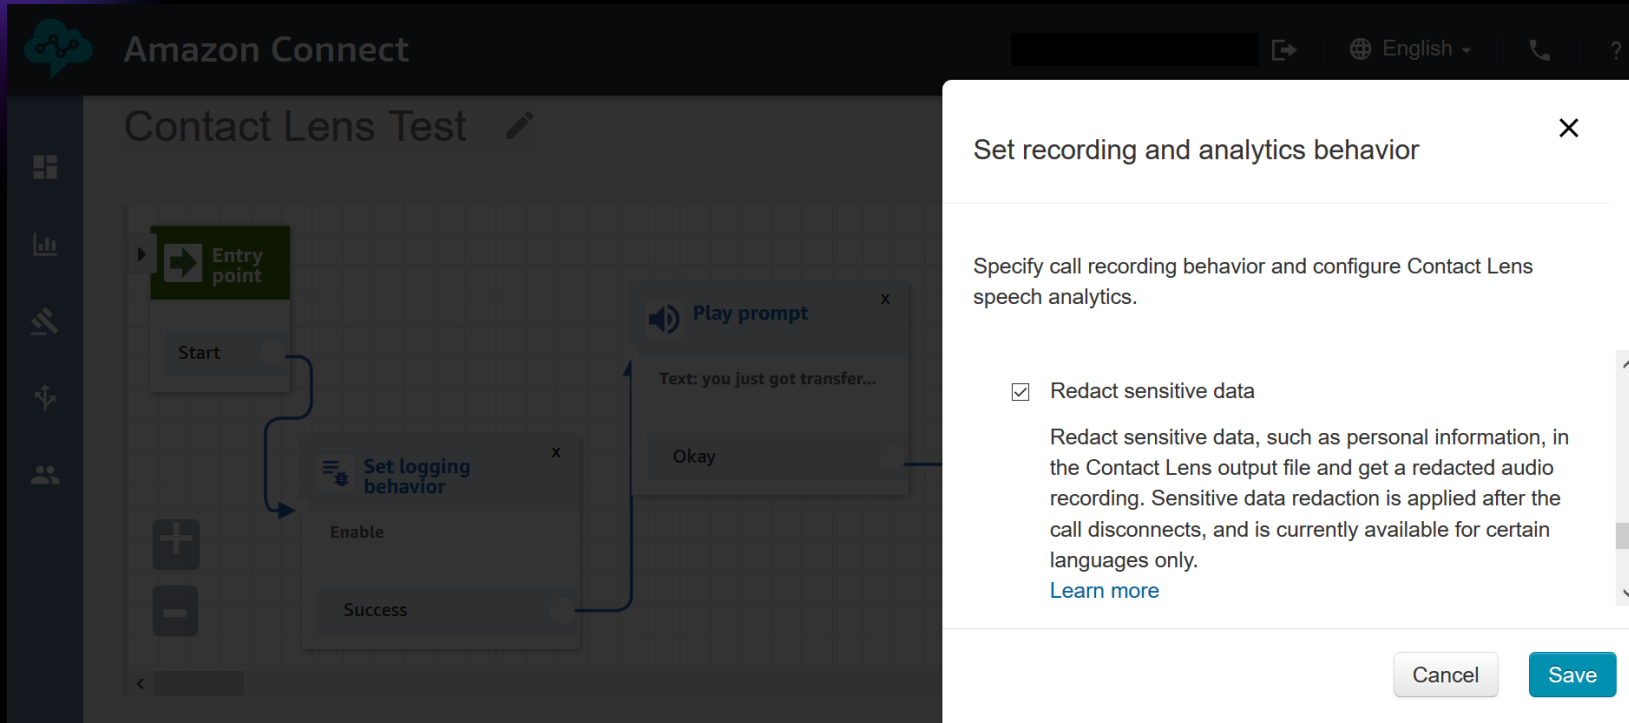 Amazon Connect
English
?
Contact Lens Test
Entry
point
Start
Set logging
behavior
x
Enable
Success
Play prompt
x
Text: you just got transfer...
Okay
Set recording and analytics behavior
Specify call recording behavior and configure Contact Lens
speech analytics.
Redact sensitive data
Redact sensitive data, such as personal information, in
the Contact Lens output file and get a redacted audio
recording. Sensitive data redaction is applied after the
call disconnects, and is currently available for certain
languages only.
Learn more
Cancel
Save